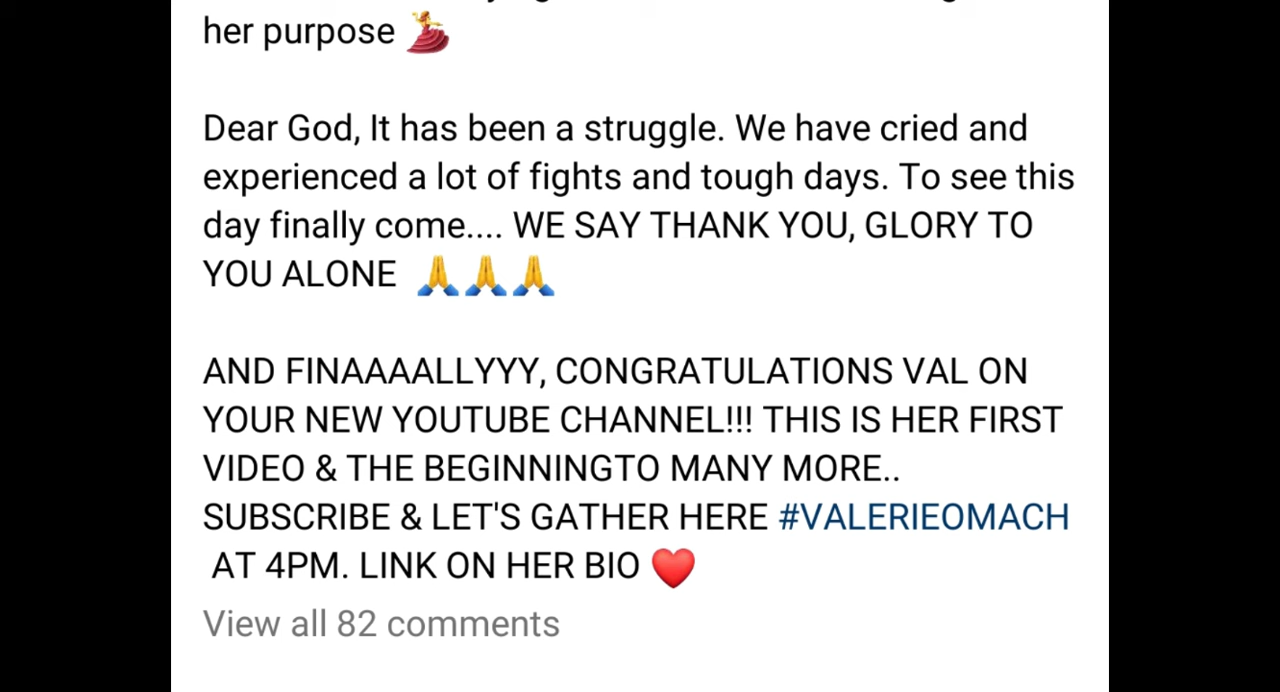 her purpose 💃
Dear God, It has been a struggle. We have cried and
experienced a lot of fights and tough days. To see this
day finally come.... WE SAY THANK YOU, GLORY TO
YOU ALONE 🙏🙏🙏
AND FINAAAALLYYY, CONGRATULATIONS VAL ON
YOUR NEW YOUTUBE CHANNEL!!! THIS IS HER FIRST
VIDEO & THE BEGINNINGTO MANY MORE..
SUBSCRIBE & LET'S GATHER HERE #VALERIEOMACH
AT 4PM. LINK ON HER BIO ❤️
View all 82 comments